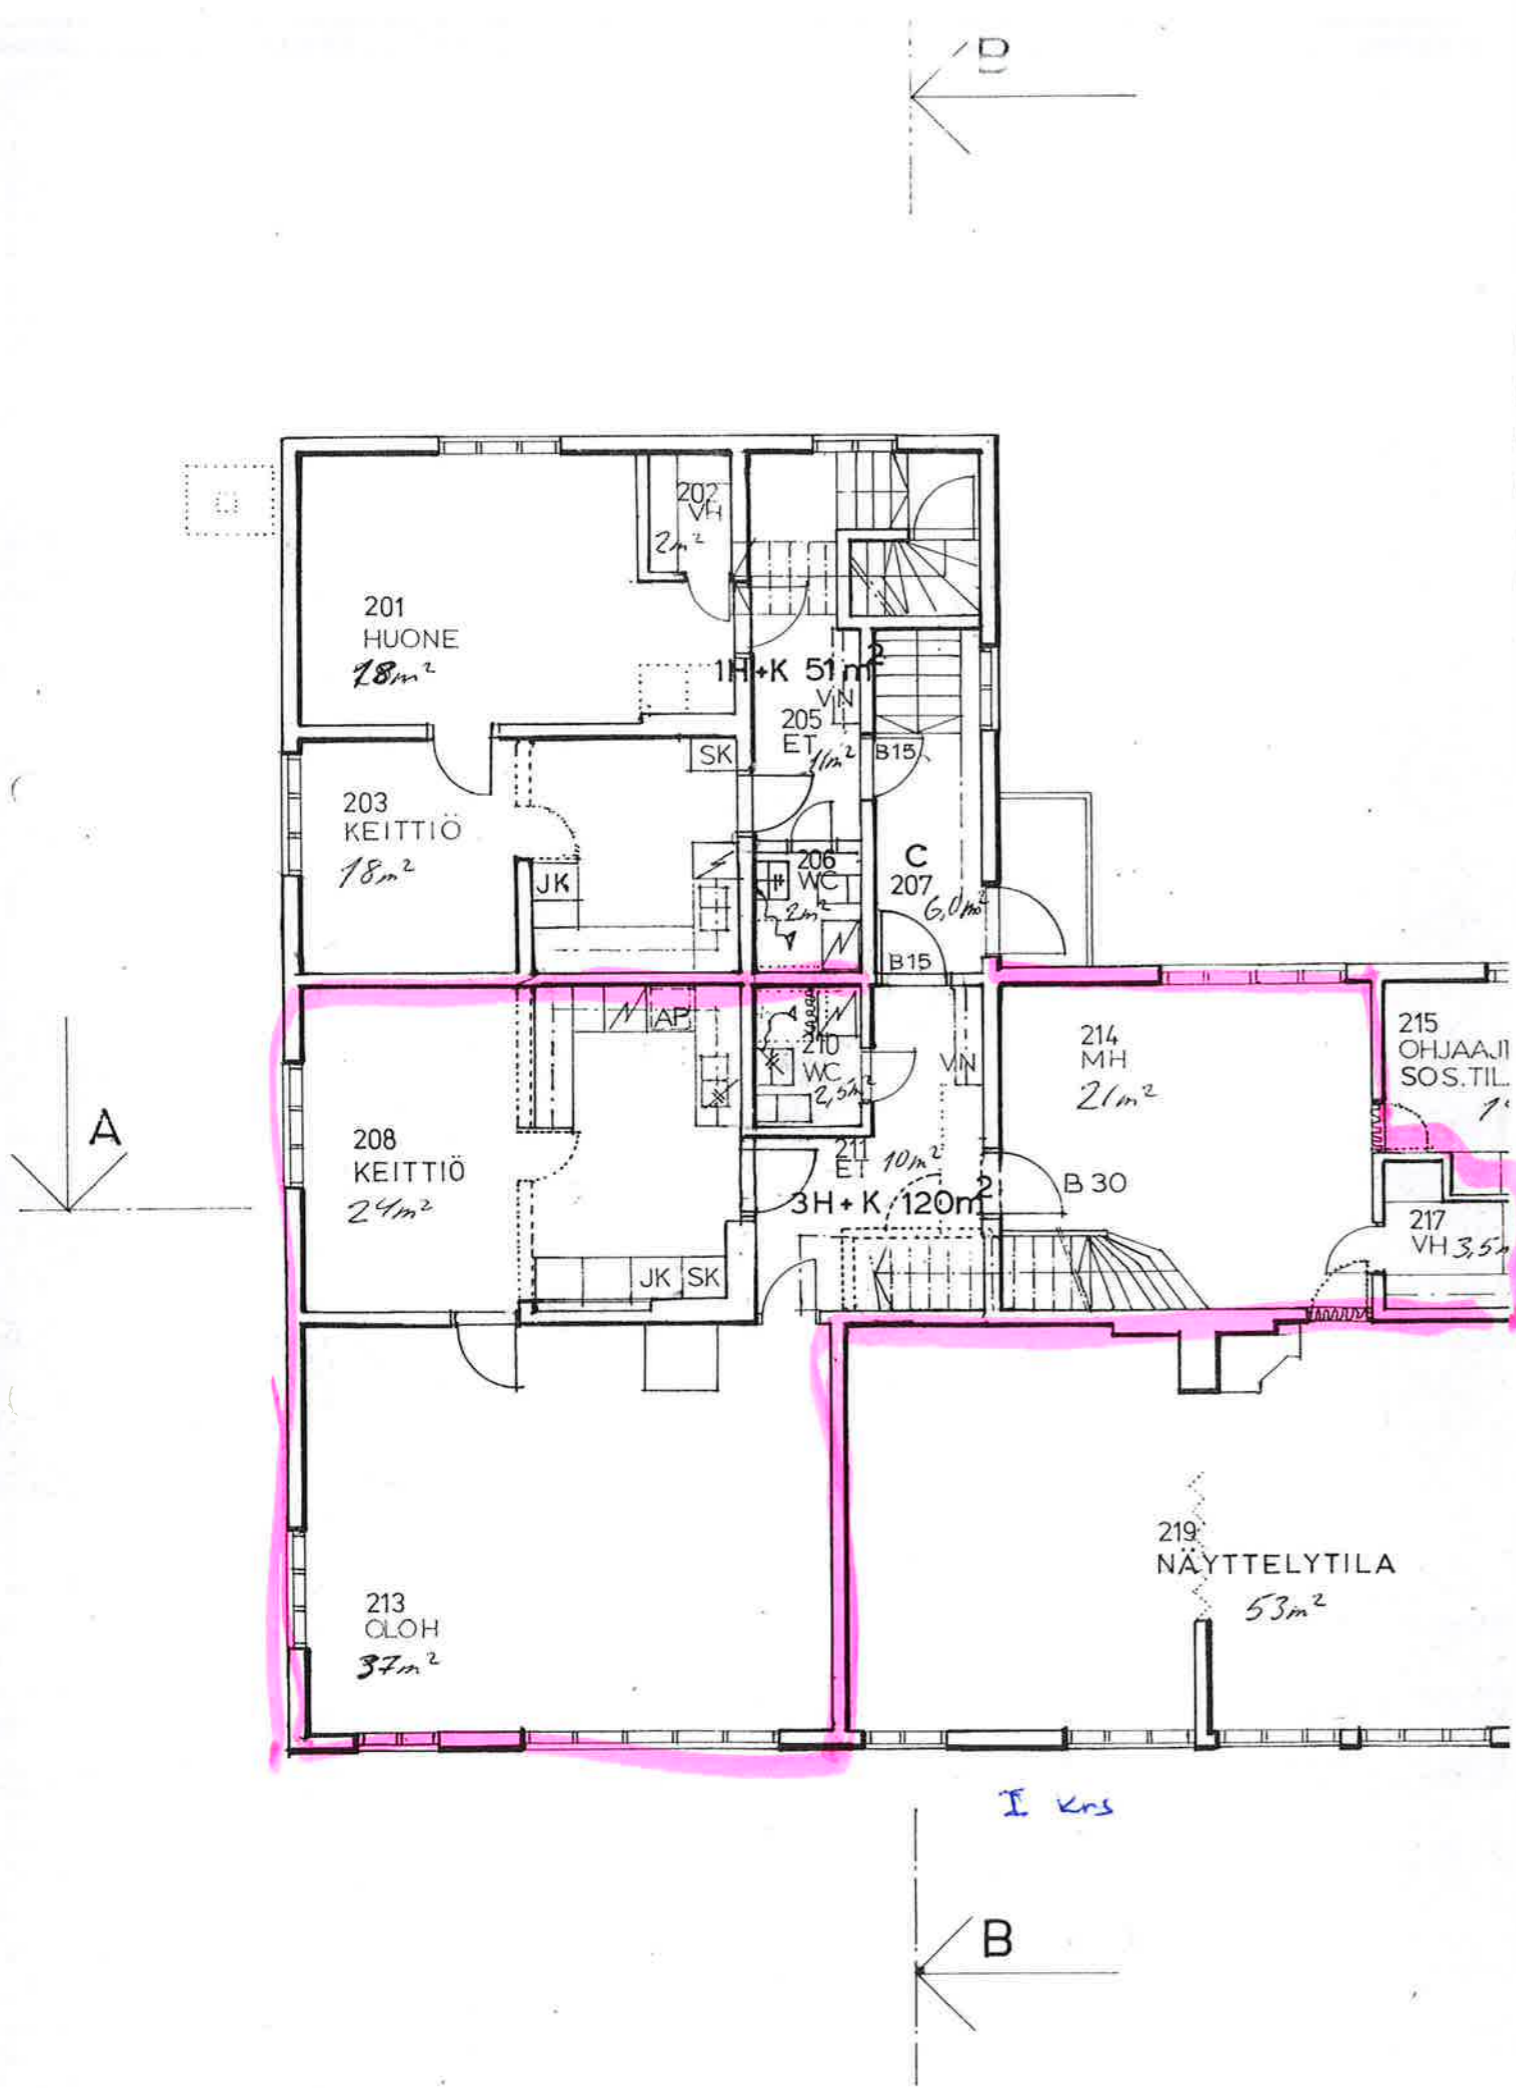 B
202
VH
2m²
201
HUONE
18m²
1H+K 51m²
VN
205
ET
11m²
B15
SK
203
KEITTIÖ
18m²
JK
206
WC
2m²
C
207
6,0m²
B15
AP
210
WC
2,5m²
VN
214
MH
21m²
215
OHJAAJI
SOS.TIL.
A
208
KEITTIÖ
24m²
211
ET
10m²
3H+K 120m²
B30
217
VH 3,5m
JK
SK
213
OLOH
37m²
219
NÄYTTELYTILA
53m²
I krs
B